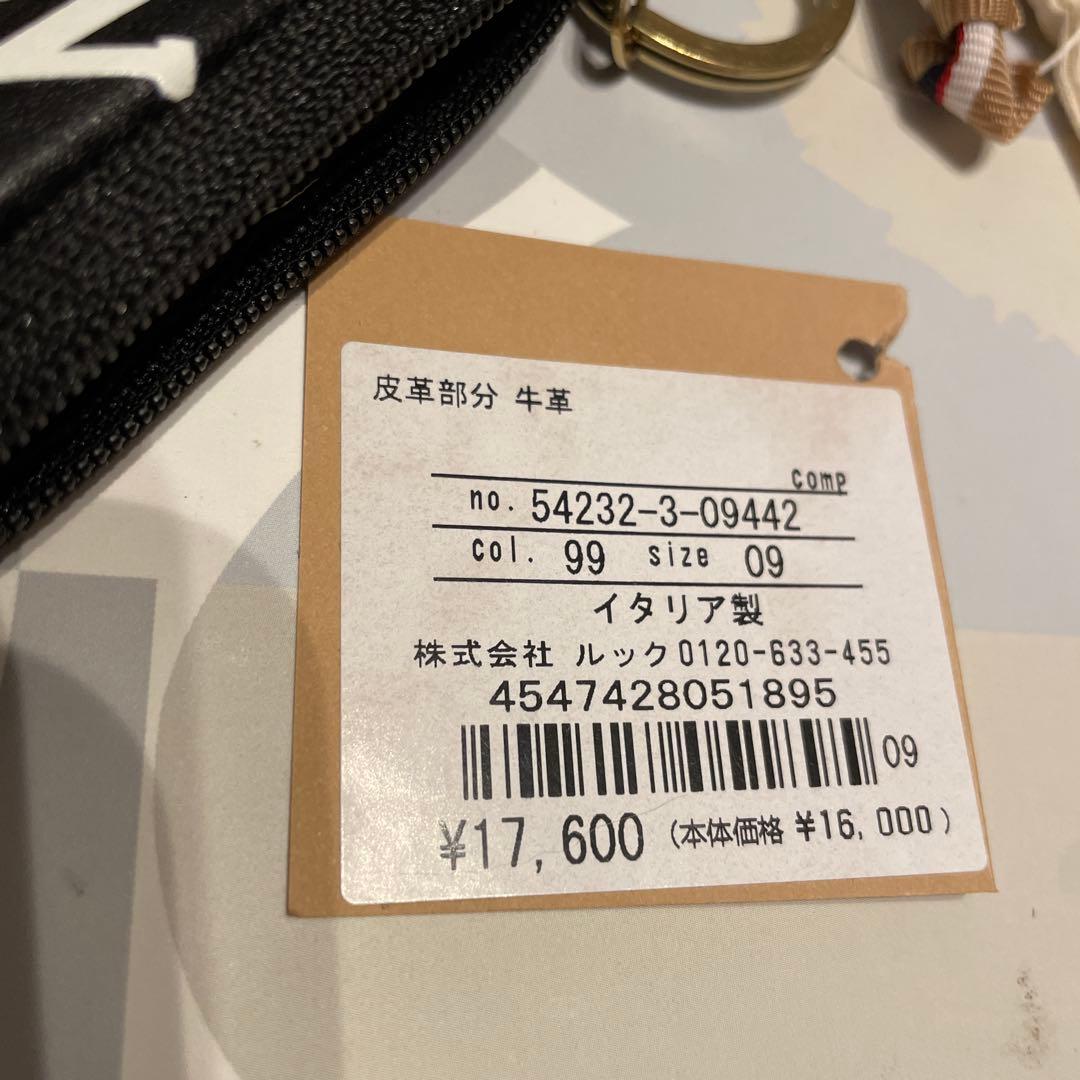 皮革部分 牛革
comp
no. 54232-3-09442
col. 99 size 09
イタリア製
株式会社 ルック 0120-633-455
4547428051895
09
¥17,600 (本体価格 ¥16,000)